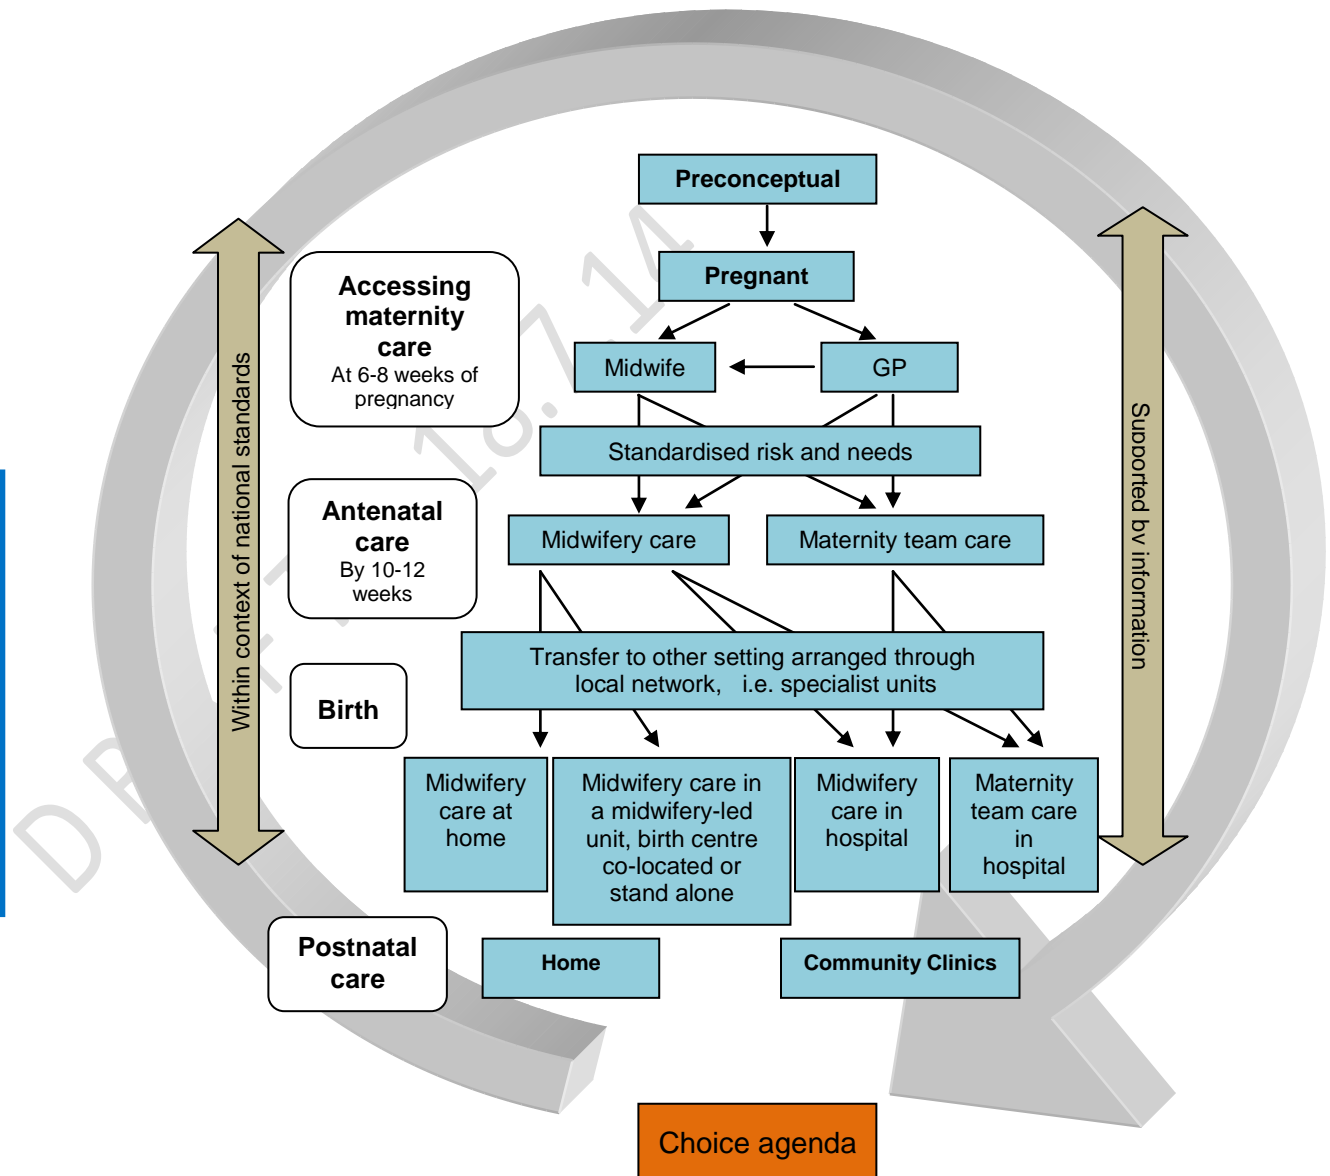 Preconceptual
Pregnant
Accessing
maternity
care
At 6-8 weeks of
pregnancy
Midwife
GP
Standardised risk and needs
Antenatal
care
By 10-12
weeks
Midwifery care
Maternity team care
Transfer to other setting arranged through
local network, i.e. specialist units
Birth
Midwifery
care at
home
Midwifery care in
a midwifery-led
unit, birth centre
co-located or
stand alone
Midwifery
care in
hospital
Maternity
team care
in
hospital
Postnatal
care
Home
Community Clinics
Within context of national standards
Supported by information
Choice agenda
18.7.14